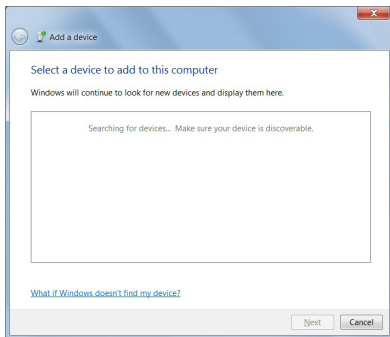 Add a device
Select a device to add to this computer
Windows will continue to look for new devices and display them here.
Searching for devices... Make sure your device is discoverable.
What if Windows doesn't find my device?
Next Cancel